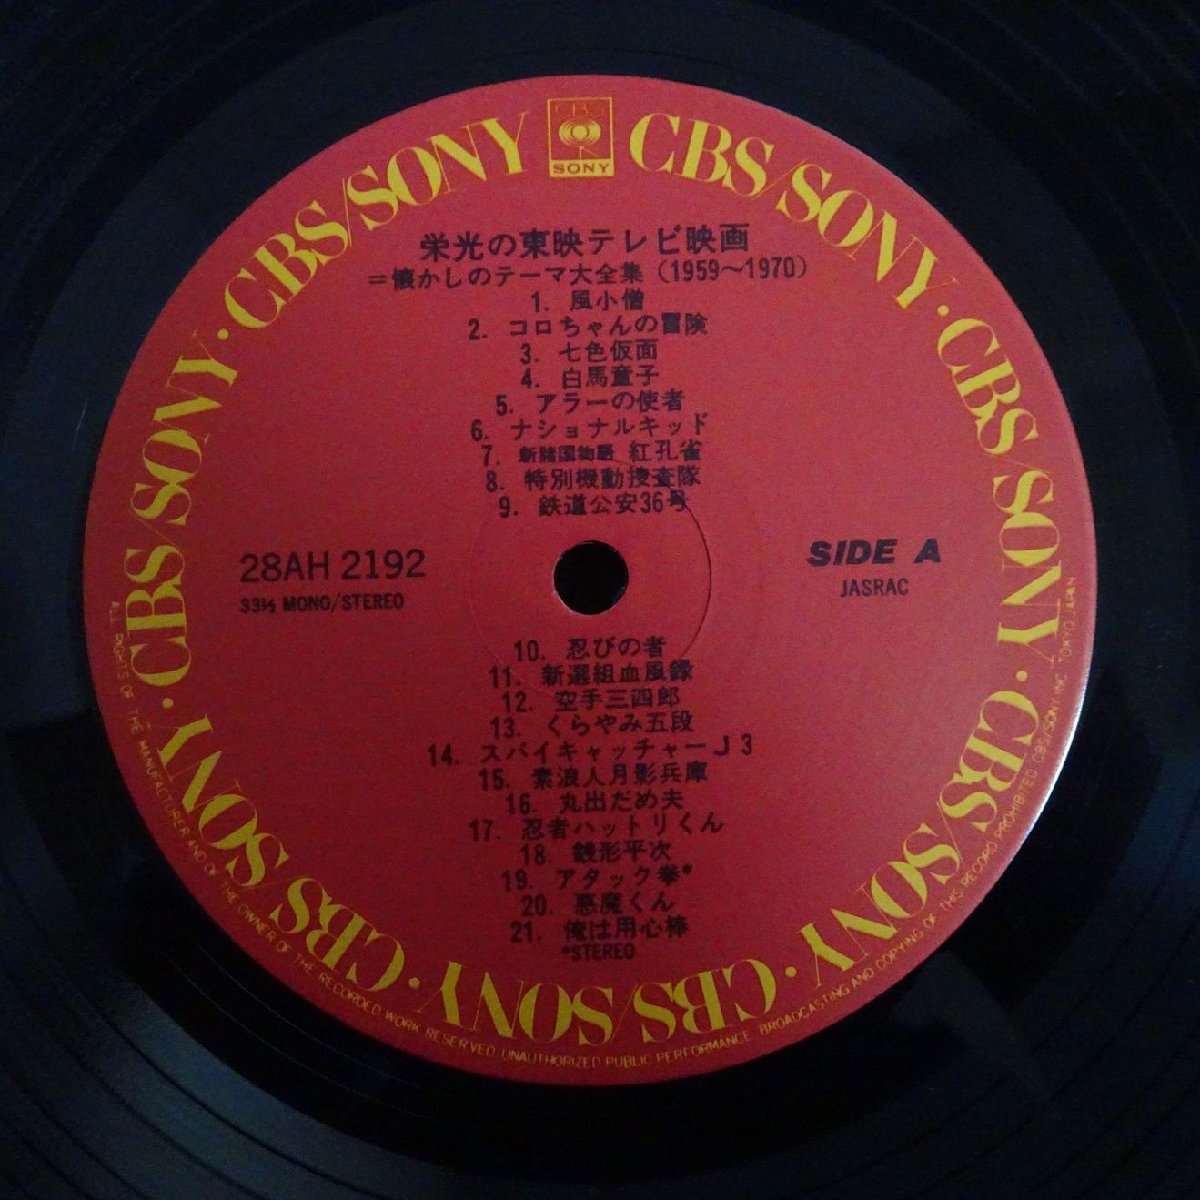 CBS/SONY · CBS/SONY · CBS/SONY · CBS/SONY · CBS/SONY · CBS/SONY · CBS/SONY · CBS/SONY · CBS/SONY · CBS/SONY
CBS
SONY
栄光の東映テレビ映画
=懐かしのテーマ大全集(1959〜1970)
1. 風小僧
2. コロちゃんの冒険
3. 七色仮面
4. 白馬童子
5. アラーの使者
6. ナショナルキッド
7. 新諸国物語 紅孔雀
8. 特別機動捜査隊
9. 鉄道公安36号
28AH 2192
33⅓ MONO/STEREO
SIDE A
JASRAC
10. 忍びの者
11. 新選組血風録
12. 空手三四郎
13. くらやみ五段
14. スパイキャッチャーJ3
15. 素浪人月影兵庫
16. 丸出だめ夫
17. 忍者ハットリくん
18. 銭形平次
19. アタック拳*
20. 悪魔くん
21. 俺は用心棒
*STEREO
ALL RIGHTS OF THE MANUFACTURER AND OF THE OWNER OF THE RECORDED WORK RESERVED. UNAUTHORIZED PUBLIC PERFORMANCE, BROADCASTING AND COPYING OF THIS RECORD PROHIBITED CBS/SONY INC. TOKYO JAPAN